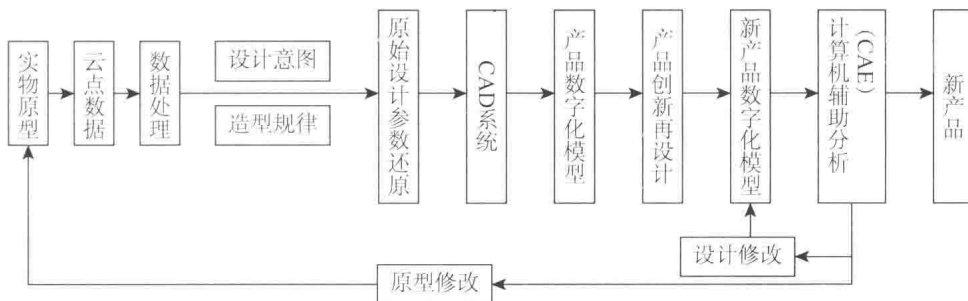 实物原型
云点数据
数据处理
设计意图
造型规律
原始设计参数还原
CAD系统
产品数字化模型
产品创新再设计
新产品数字化模型
(CAE)
计算机辅助分析
新产品
设计修改
原型修改